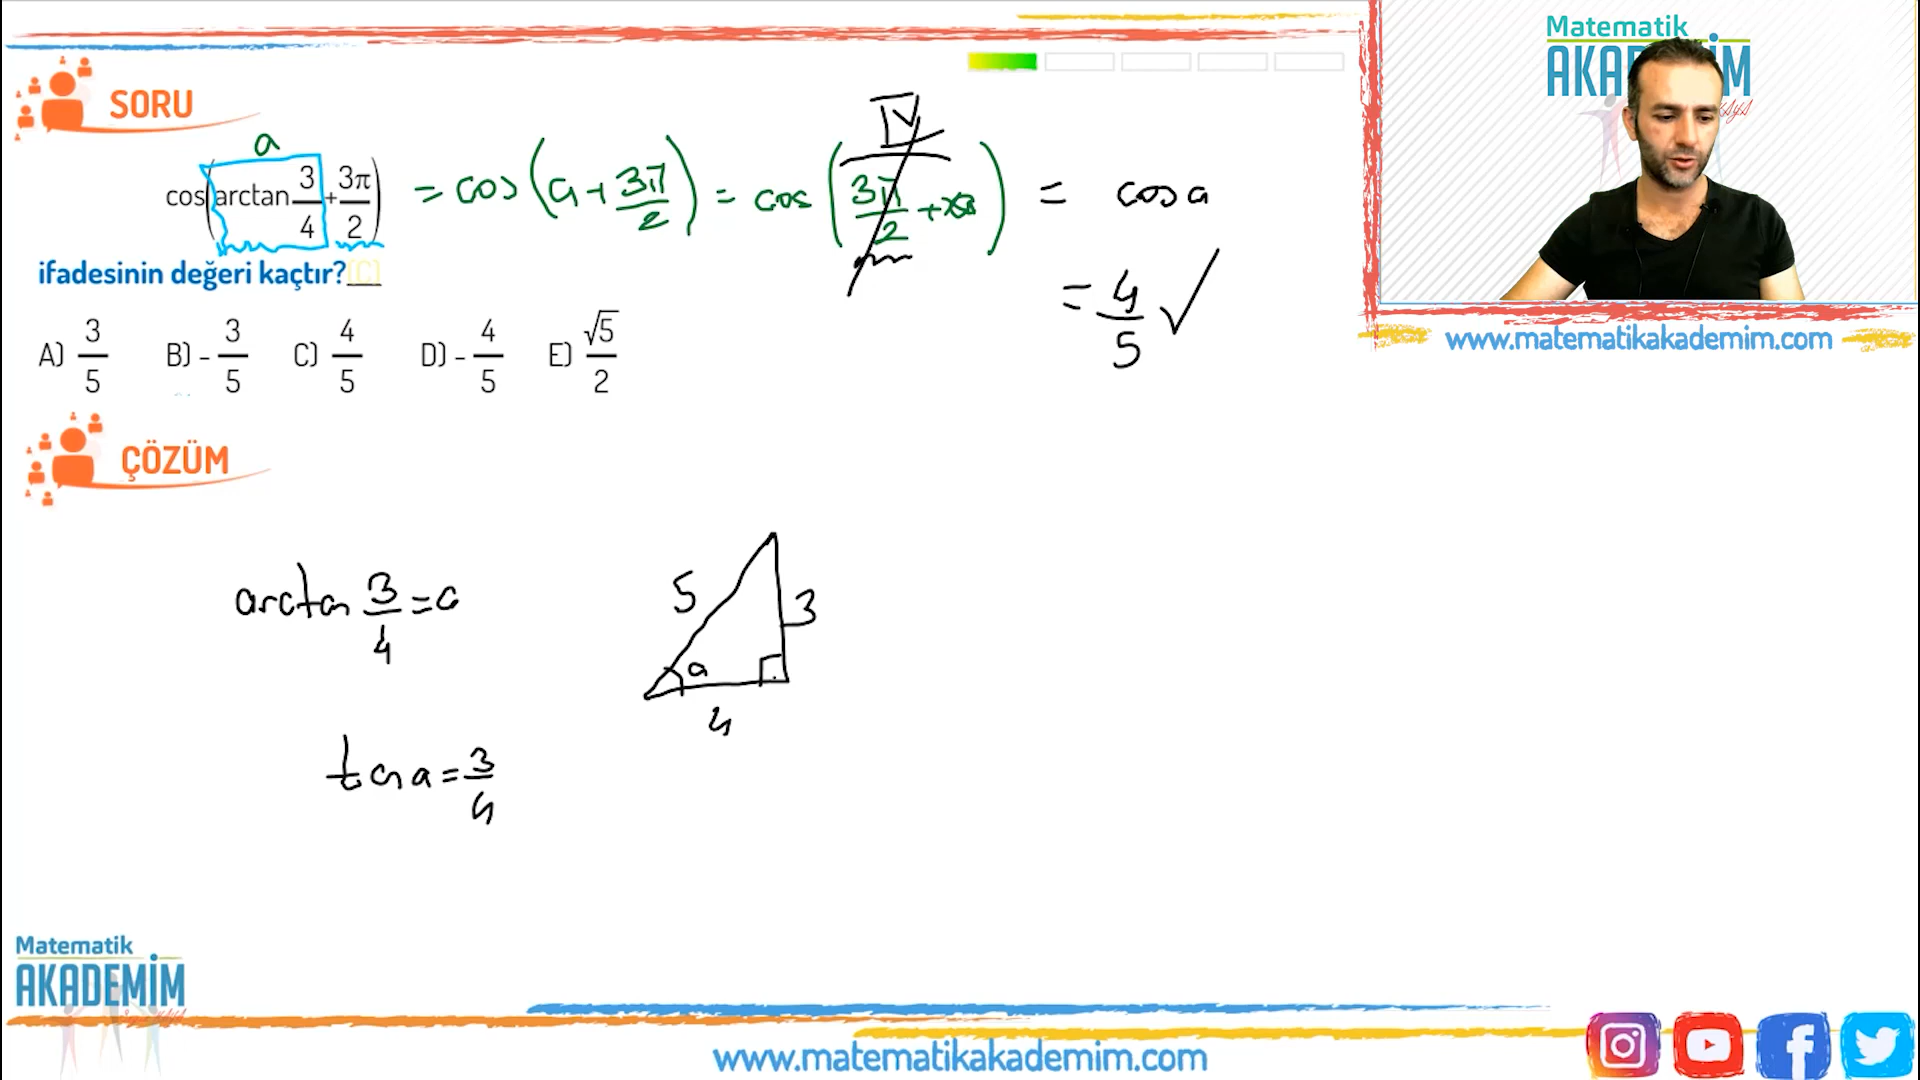 Matematik
AKADEMİM
SORU
a
cos(arctan 3/4 + 3π/2) = cos(a + 3π/2) = cos(3π/2 + a) = cos a
IV
ifadesinin değeri kaçtır? (C)
= 4/5 ✓
A) 3/5 B) - 3/5 C) 4/5 D) - 4/5 E) √5/2
www.matematikakademim.com
ÇÖZÜM
arctan 3/4 = a
5
3
a
4
tan a = 3/4
Matematik
AKADEMİM
www.matematikakademim.com